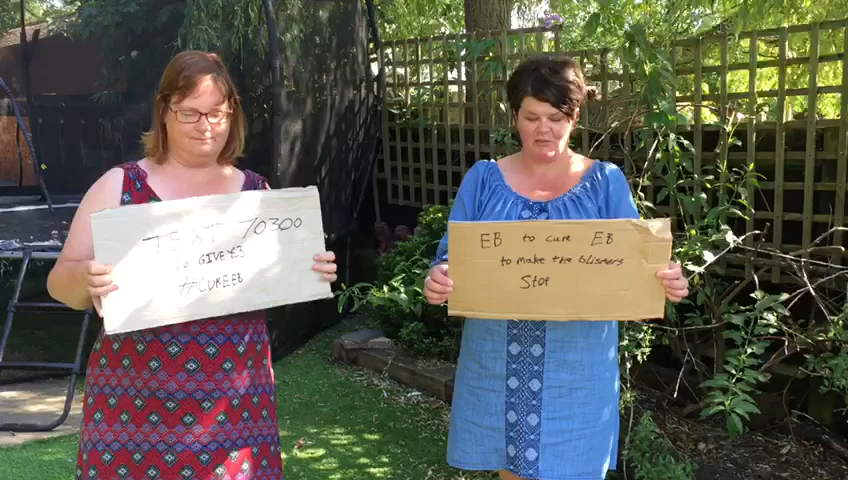 TEXT 70300
to GIVE £3
#CUREEB
EB to cure EB
to make the blisters
Stop